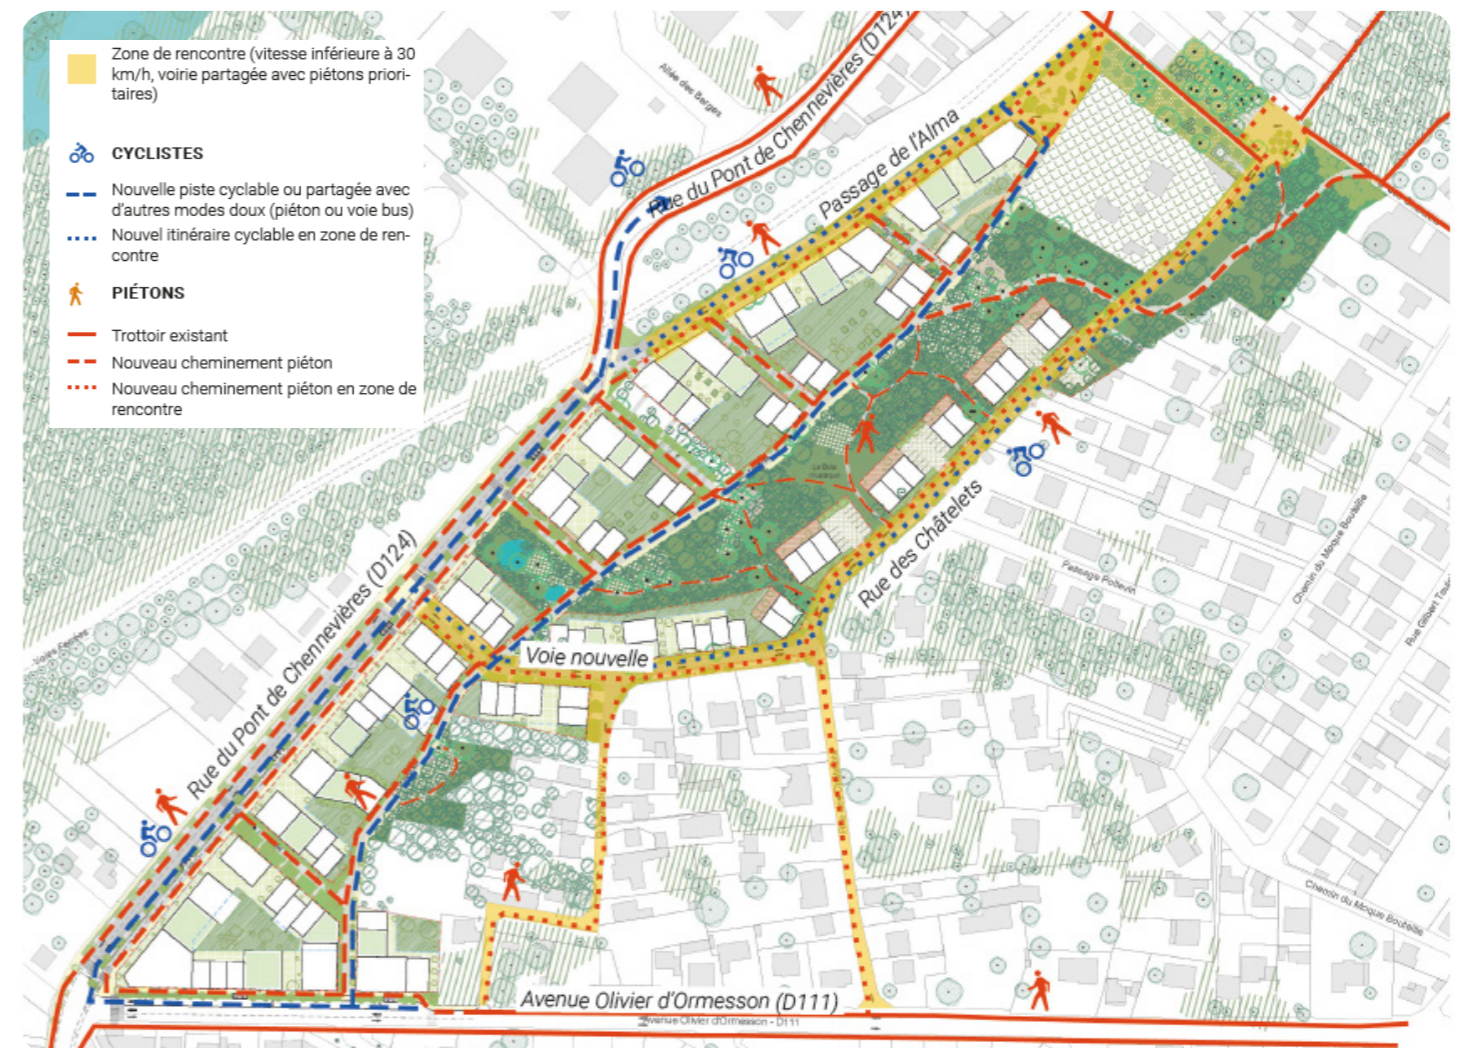 Zone de rencontre (vitesse inférieure à 30
km/h, voirie partagée avec piétons priori-
taires)
CYCLISTES
Nouvelle piste cyclable ou partagée avec
d'autres modes doux (piéton ou voie bus)
Nouvel itinéraire cyclable en zone de ren-
contre
PIÉTONS
Trottoir existant
Nouveau cheminement piéton
Nouveau cheminement piéton en zone de
rencontre
Allée des Berges
Rue du Pont de Chennevières (D124)
Passage de l'Alma
Rue du Pont de Chennevières (D124)
Voies Ferrées
Rue des Châtelets
Passage Poitevin
Chemin du Moque Bouteille
Rue Gilbert
Voie nouvelle
Chemin du Moque Bouteille
Avenue Olivier d'Ormesson (D111)
Avenue Olivier d'Ormesson - D111